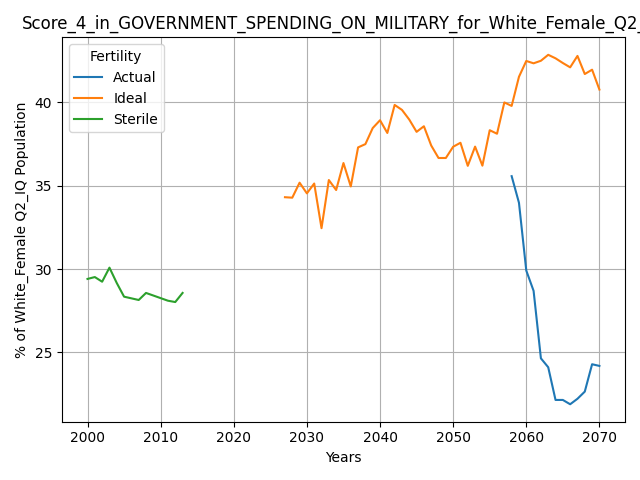 Score_4_in_GOVERNMENT_SPENDING_ON_MILITARY_for_White_Female_Q2_
Fertility
Actual
Ideal
Sterile
% of White_Female Q2_IQ Population
40
35
30
25
2000 2010 2020 2030 2040 2050 2060 2070
Years